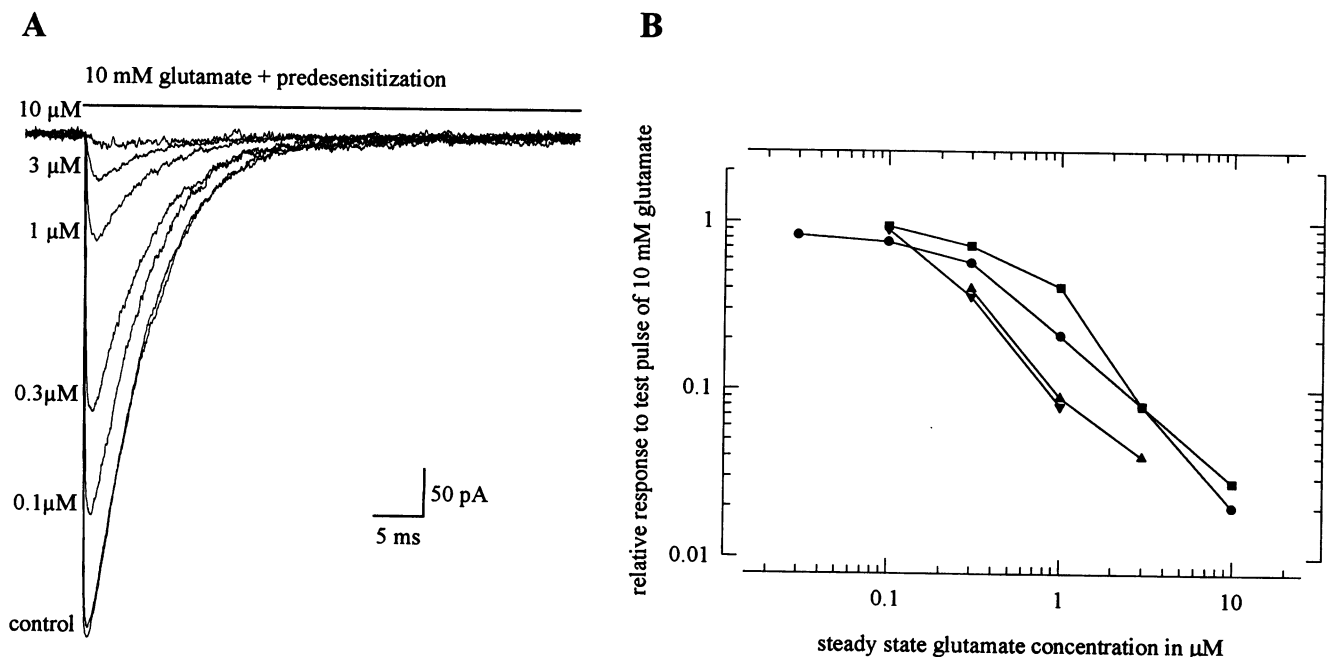 A
10 mM glutamate + predesensitization
10 μM
3 μM
1 μM
0.3μM
0.1μM
control
50 pA
5 ms
B
relative response to test pulse of 10 mM glutamate
1
0.1
0.01
0.1 1 10
steady state glutamate concentration in μM